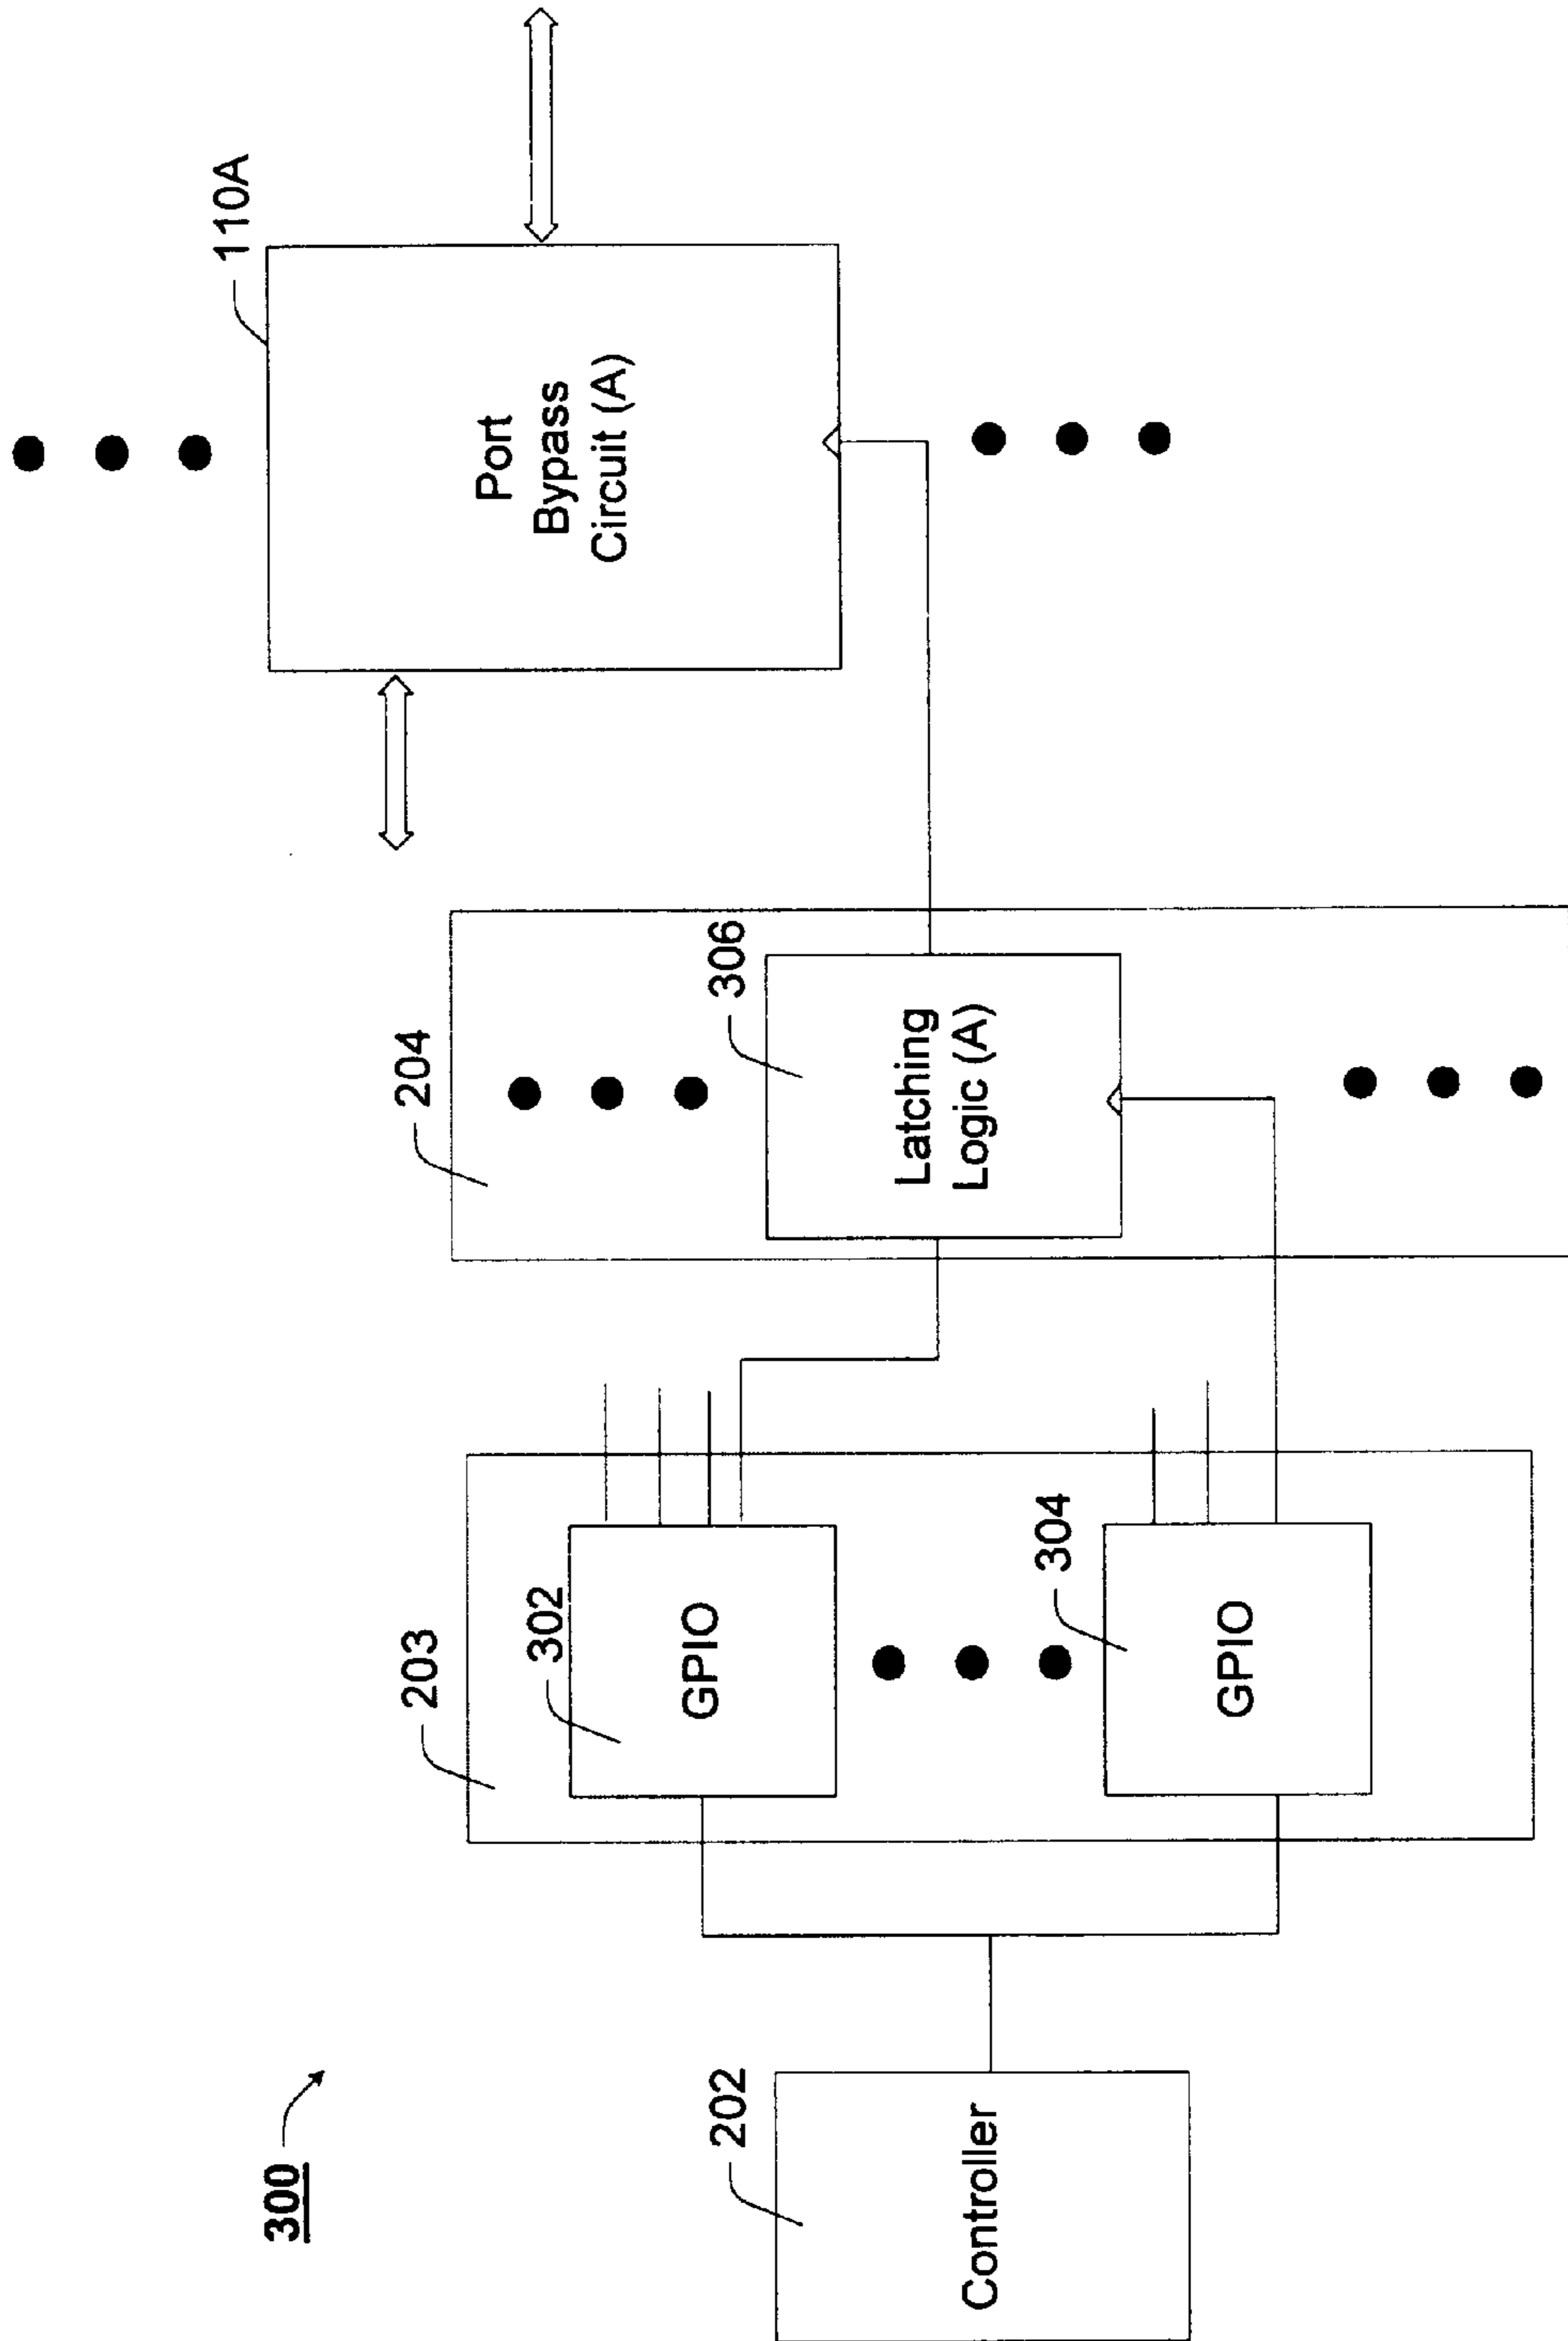 300
202
Controller
203
302
GPIO
304
GPIO
204
306
Latching
Logic (A)
110A
Port
Bypass
Circuit (A)